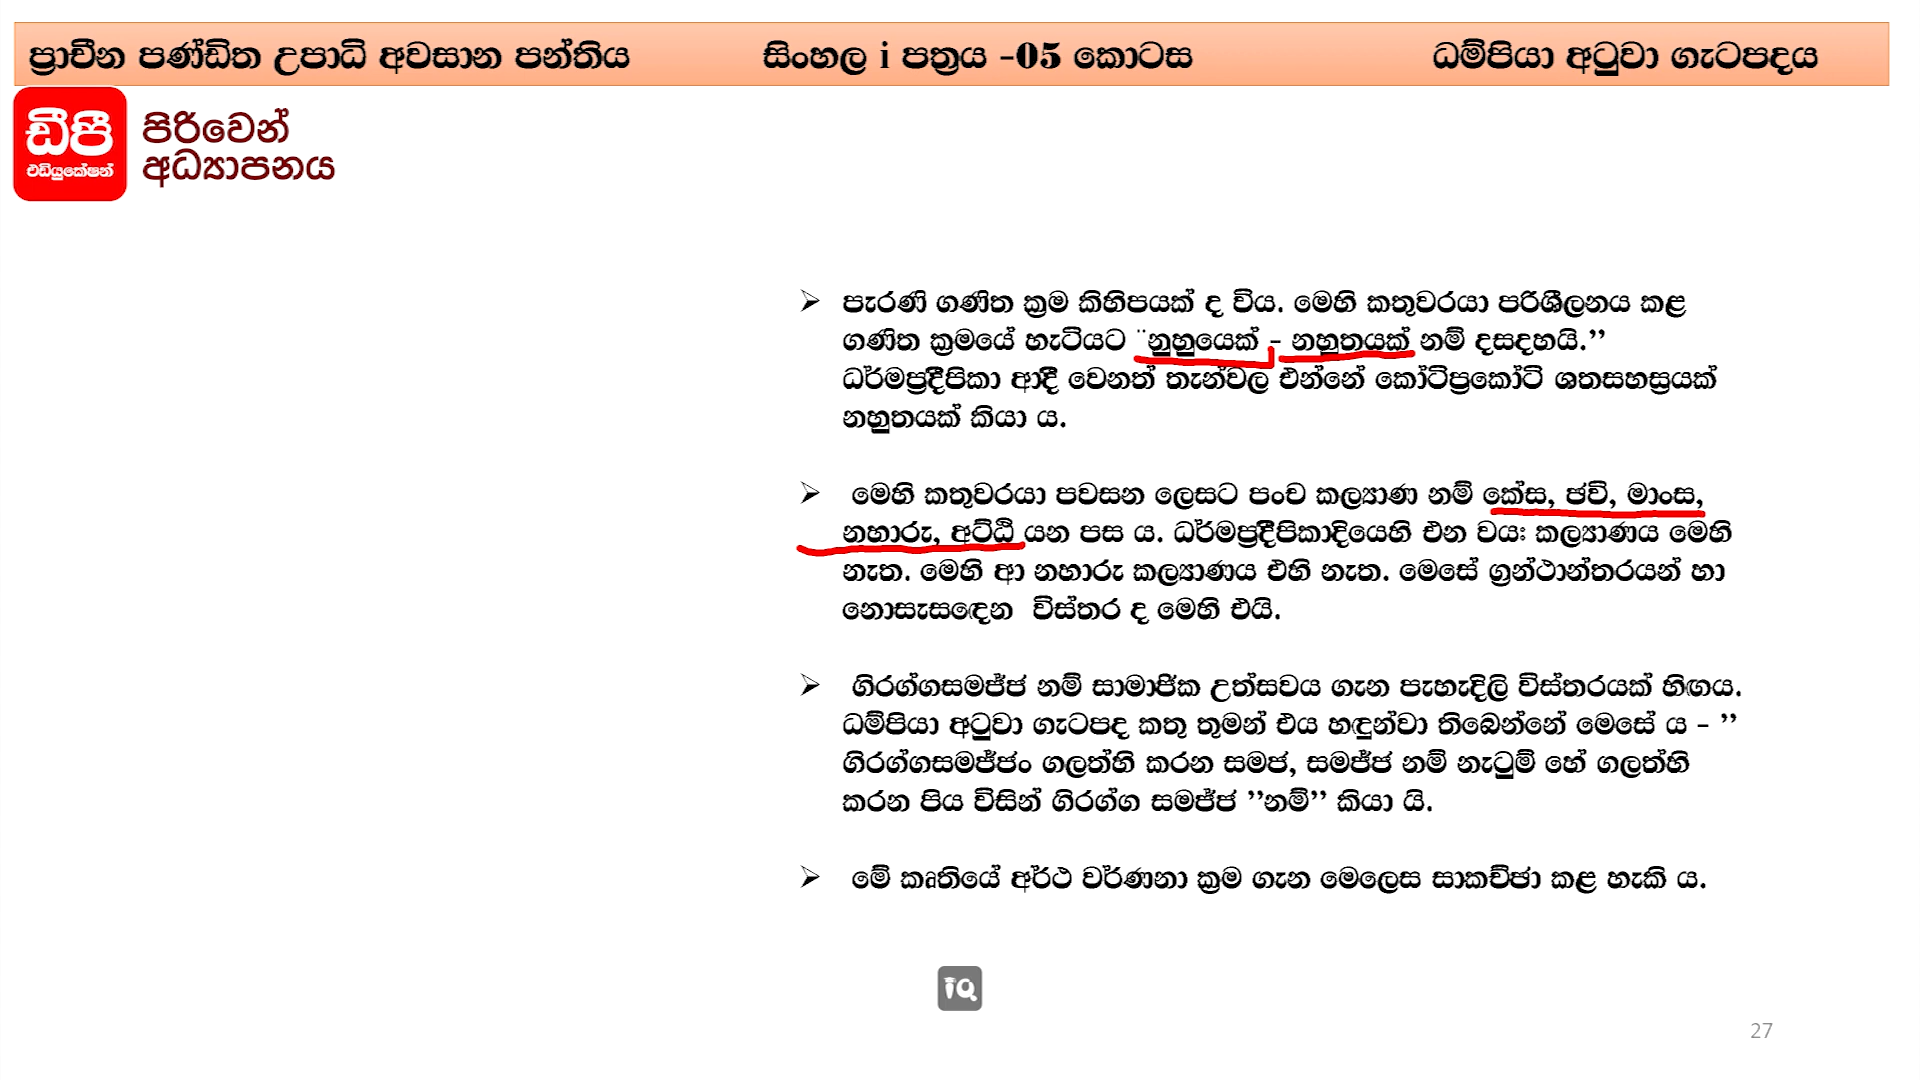 ප්‍රාචීන පණ්ඩිත උපාධි අවසාන පන්තිය සිංහල i පත්‍රය -05 කොටස ධම්පියා අටුවා ගැටපදය
ඩීපී
එඩියුකේෂන්
පිරිවෙන්
අධ්‍යාපනය
➢ පැරණි ගණිත ක්‍රම කිහිපයක් ද විය. මෙහි කතුවරයා පරිශීලනය කළ
ගණිත ක්‍රමයේ හැටියට ¨නුහුයෙක් - නහුතයක් නම් දසදහයි.’’
ධර්මප්‍රදීපිකා ආදී වෙනත් තැන්වල එන්නේ කෝටිප්‍රකෝටි ශතසහස්‍රයක්
නහුතයක් කියා ය.
➢ මෙහි කතුවරයා පවසන ලෙසට පංච කල්‍යාණ නම් කේස, ඡවි, මාංස,
නහාරු, අට්ඨි යන පස ය. ධර්මප්‍රදීපිකාදියෙහි එන වයඃ කල්‍යාණය මෙහි
නැත. මෙහි ආ නහාරු කල්‍යාණය එහි නැත. මෙසේ ග්‍රන්ථාන්තරයන් හා
නොසැසඳෙන විස්තර ද මෙහි එයි.
➢ ගිරග්ගසමජ්ජ නම් සාමාජික උත්සවය ගැන පැහැදිලි විස්තරයක් හිඟය.
ධම්පියා අටුවා ගැටපද කතු තුමන් එය හඳුන්වා තිබෙන්නේ මෙසේ ය - ’’
ගිරග්ගසමජ්ජං ගලත්හි කරන සමජ, සමජ්ජ නම් නැටුම් හේ ගලත්හි
කරන පිය විසින් ගිරග්ග සමජ්ජ ’’නම්’’ කියා යි.
➢ මේ කෘතියේ අර්ථ වර්ණනා ක්‍රම ගැන මෙලෙස සාකච්ඡා කළ හැකි ය.
iQ
27